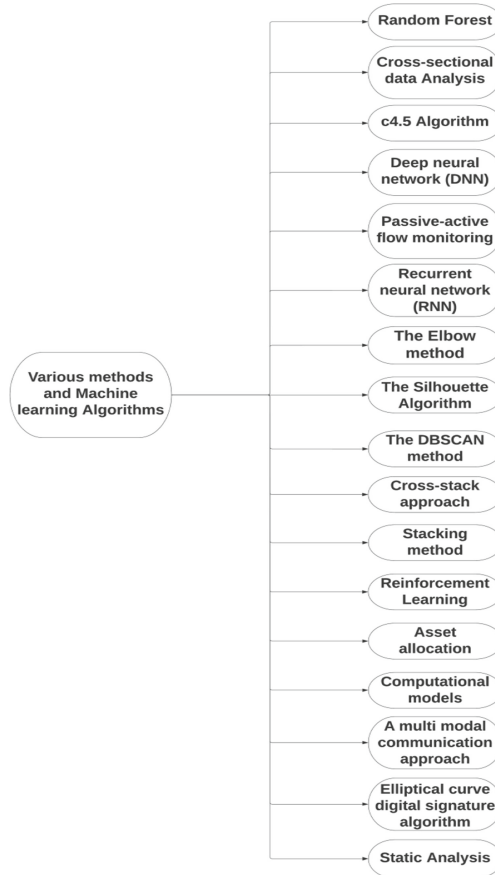 Random Forest
Cross-sectional
data Analysis
c4.5 Algorithm
Deep neural
network (DNN)
Passive-active
flow monitoring
Recurrent
neural network
(RNN)
The Elbow
method
Various methods
and Machine
learning Algorithms
The Silhouette
Algorithm
The DBSCAN
method
Cross-stack
approach
Stacking
method
Reinforcement
Learning
Asset
allocation
Computational
models
A multi modal
communication
approach
Elliptical curve
digital signature
algorithm
Static Analysis